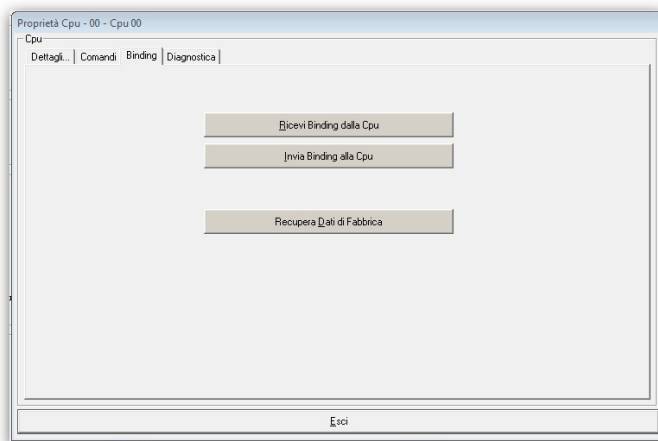 Proprietà Cpu - 00 - Cpu 00
Cpu
Dettagli... Comandi Binding Diagnostica
Ricevi Binding dalla Cpu
Invia Binding alla Cpu
Recupera Dati di Fabbrica
Esci